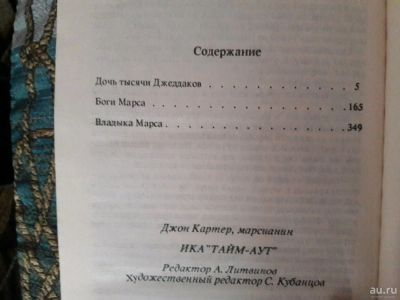 Содержание
Дочь тысячи Джеддаков . . . . . . . . . . . 5
Боги Марса . . . . . . . . . . . . . . . . .165
Владыка Марса . . . . . . . . . . . . . . . 349
Джон Картер, марсианин
ИКА "ТАЙМ-АУТ"
Редактор А. Литвинов
Художественный редактор С. Кубанцов
au.ru